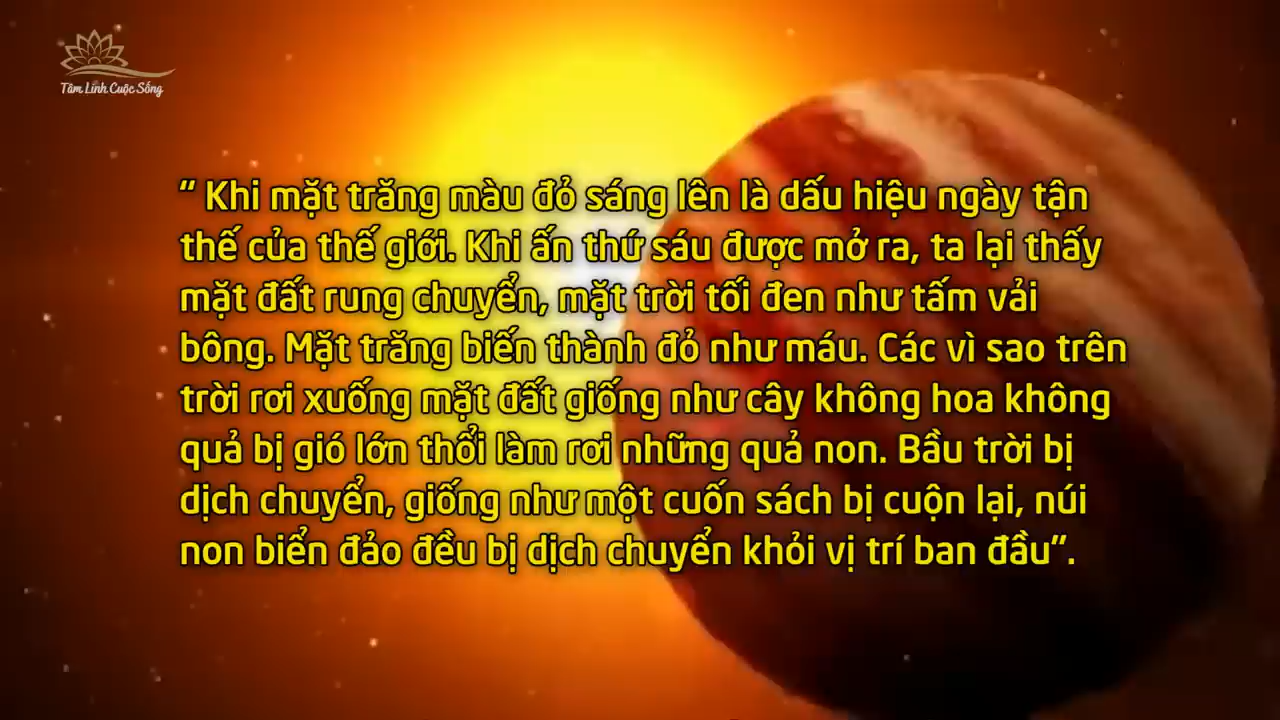 Tâm Linh Cuộc Sống
“ Khi mặt trăng màu đỏ sáng lên là dấu hiệu ngày tận
thế của thế giới. Khi ấn thứ sáu được mở ra, ta lại thấy
mặt đất rung chuyển, mặt trời tối đen như tấm vải
bông. Mặt trăng biến thành đỏ như máu. Các vì sao trên
trời rơi xuống mặt đất giống như cây không hoa không
quả bị gió lớn thổi làm rơi những quả non. Bầu trời bị
dịch chuyển, giống như một cuốn sách bị cuộn lại, núi
non biển đảo đều bị dịch chuyển khỏi vị trí ban đầu”.